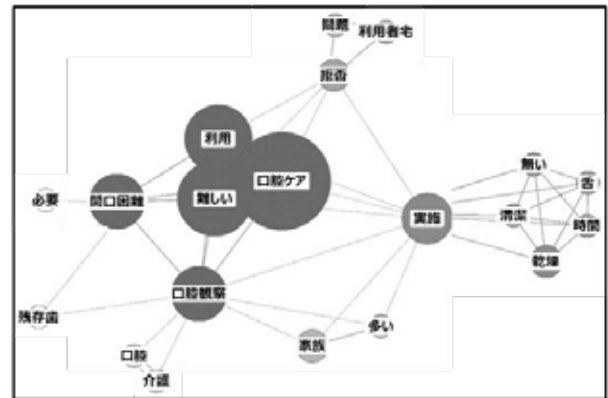 問題
利用者宅
拒否
利用
無い
舌
口腔ケア
必要
開口困難
難しい
清潔
実施
時間
乾燥
口腔観察
残存歯
多い
家族
口腔
介護